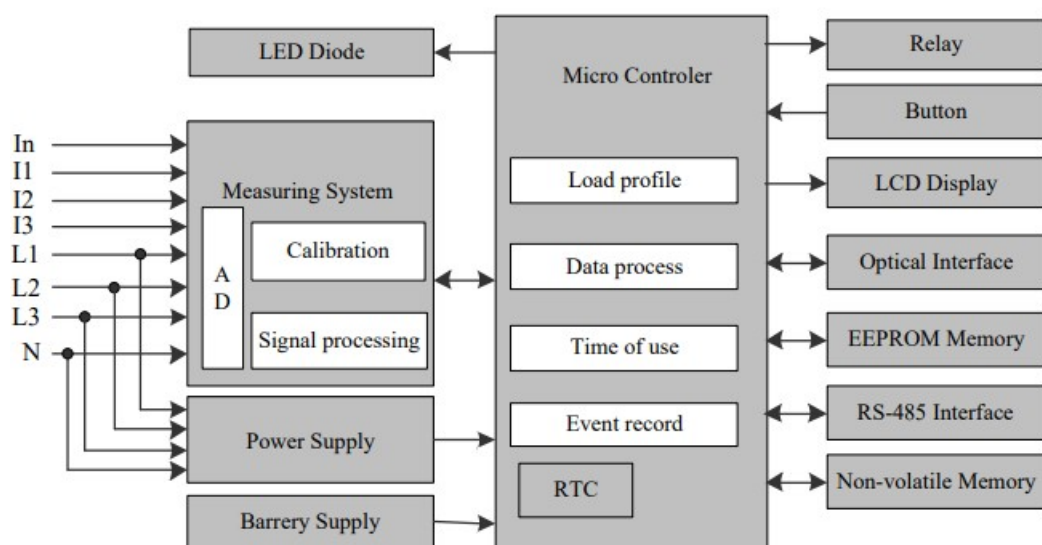 LED Diode
Micro Controler
Relay
Button
In
I1
I2
I3
L1
L2
L3
N
Measuring System
A
D
Calibration
Signal processing
Load profile
Data process
Time of use
Event record
RTC
LCD Display
Optical Interface
EEPROM Memory
RS-485 Interface
Non-volatile Memory
Power Supply
Barrery Supply